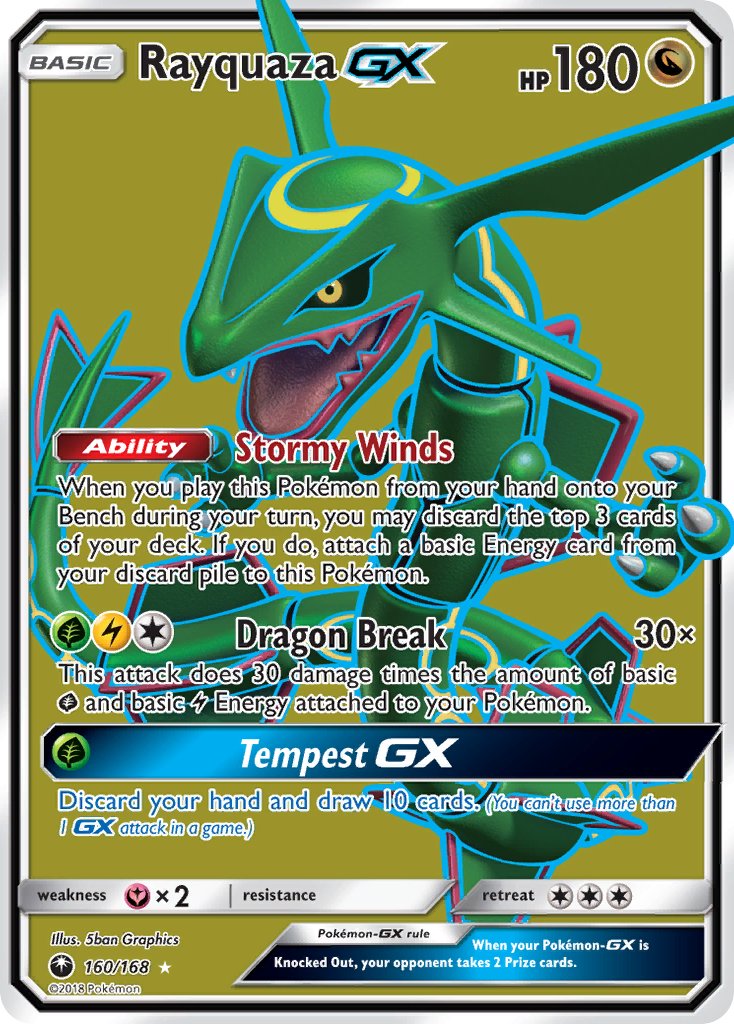 BASIC Rayquaza GX HP 180
Ability Stormy Winds
When you play this Pokémon from your hand onto your
Bench during your turn, you may discard the top 3 cards
of your deck. If you do, attach a basic Energy card from
your discard pile to this Pokémon.
Dragon Break 30×
This attack does 30 damage times the amount of basic
and basic Energy attached to your Pokémon.
Tempest GX
Discard your hand and draw 10 cards. (You can't use more than
1 GX attack in a game.)
weakness ×2 resistance retreat
Illus. 5ban Graphics
160/168
©2018 Pokémon
Pokémon-GX rule
When your Pokémon-GX is
Knocked Out, your opponent takes 2 Prize cards.